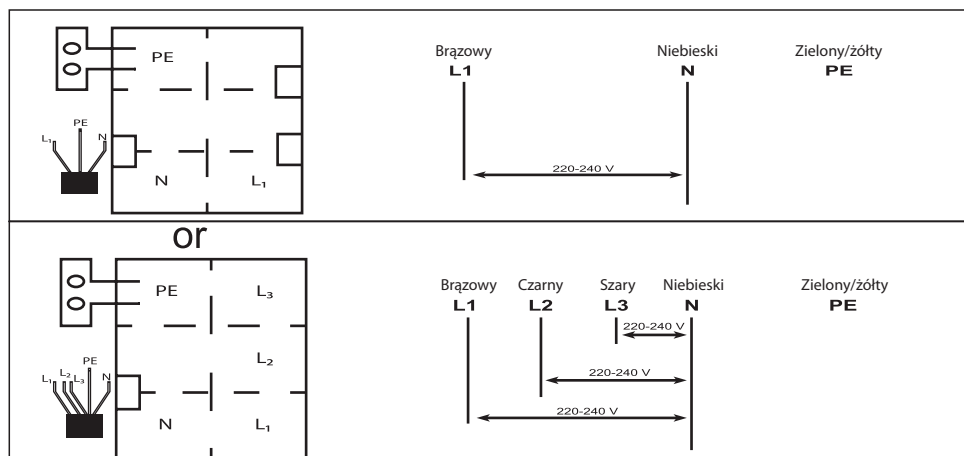 PE
L₁ PE N
N L₁
Brązowy Niebieski Zielony/żółty
L1 N PE
220-240 V
or
PE L₃
L₂
N L₁
L₁ L₂ L₃ PE N
Brązowy Czarny Szary Niebieski Zielony/żółty
L1 L2 L3 N PE
220-240 V
220-240 V
220-240 V